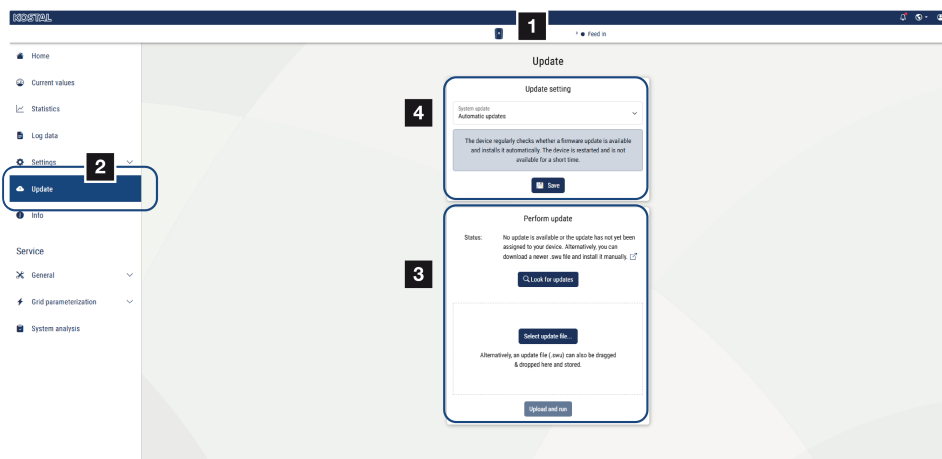 KOSTAL
1
Feed in
Home
Current values
Statistics
Log data
Settings
2
Update
Info
Service
General
Grid parameterization
System analysis
Update
4
Update setting
System update
Automatic updates
The device regularly checks whether a firmware update is available
and installs it automatically. The device is restarted and is not
available for a short time.
Save
3
Perform update
Status:
No update is available or the update has not yet been
assigned to your device. Alternatively, you can
download a newer .swu file and install it manually.
Look for updates
Select update file...
Alternatively, an update file (.swu) can also be dragged
& dropped here and stored.
Upload and run